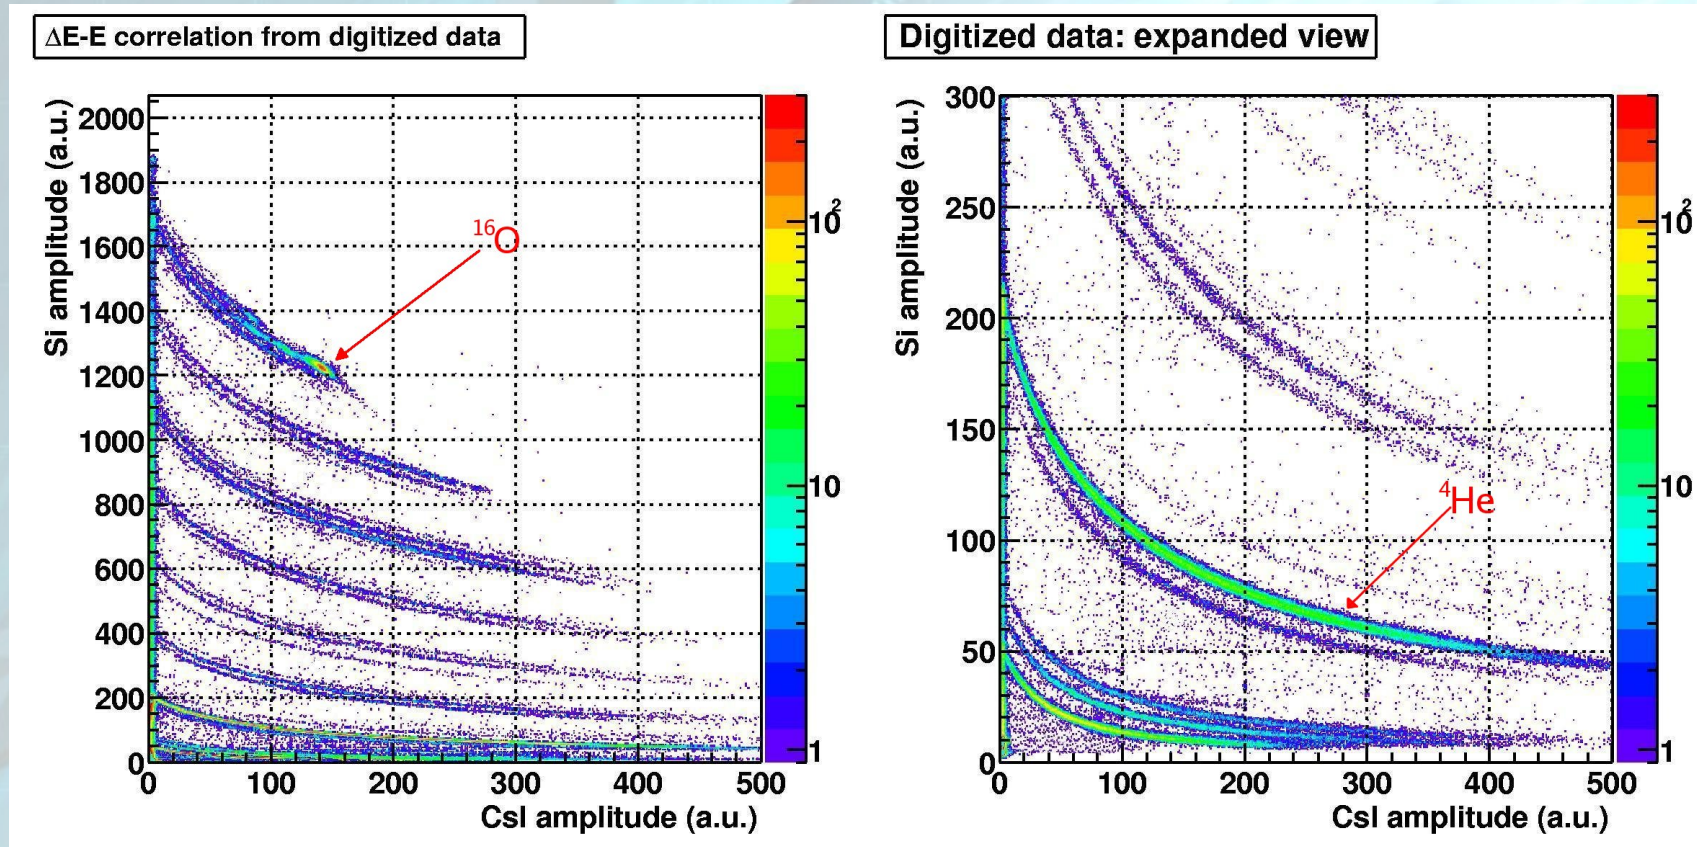 ΔE-E correlation from digitized data
Si amplitude (a.u.)
2000
1800
1600
1400
1200
1000
800
600
400
200
0
0 100 200 300 400 500
CsI amplitude (a.u.)
¹⁶O
10²
10
1
Digitized data: expanded view
Si amplitude (a.u.)
300
250
200
150
100
50
0
0 100 200 300 400 500
CsI amplitude (a.u.)
⁴He
10²
10
1